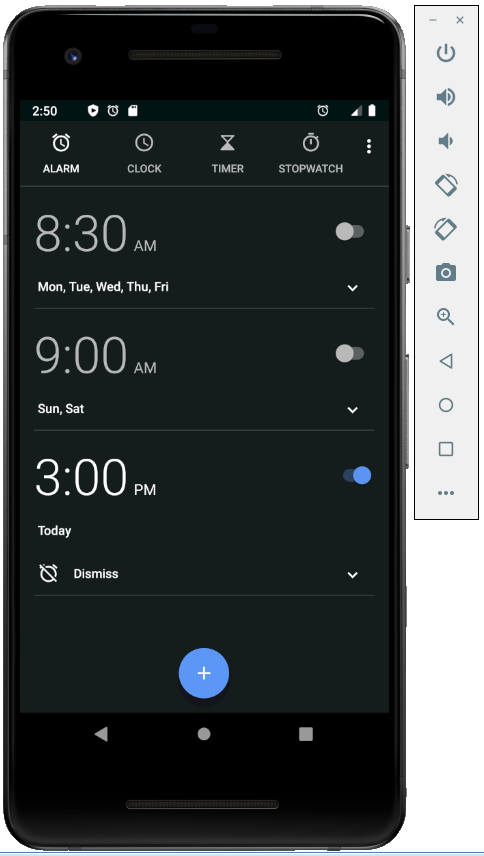 2:50
ALARM CLOCK TIMER STOPWATCH
8:30 AM
Mon, Tue, Wed, Thu, Fri
9:00 AM
Sun, Sat
3:00 PM
Today
Dismiss